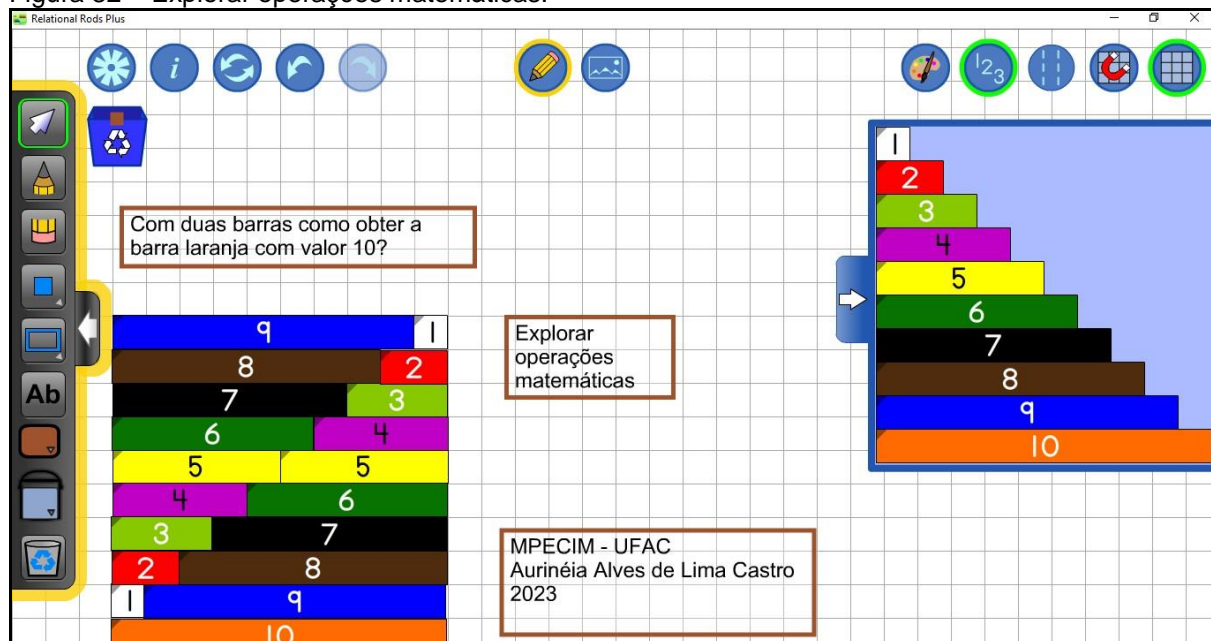 Figura 32 – Explorar operações matemáticas.
Relational Rods Plus
i
1 2 3
Com duas barras como obter a
barra laranja com valor 10?
Explorar
operações
matemáticas
Ab
9 1
8 2
7 3
6 4
5 5
4 6
3 7
2 8
1 9
10
1
2
3
4
5
6
7
8
9
10
MPECIM - UFAC
Aurinéia Alves de Lima Castro
2023